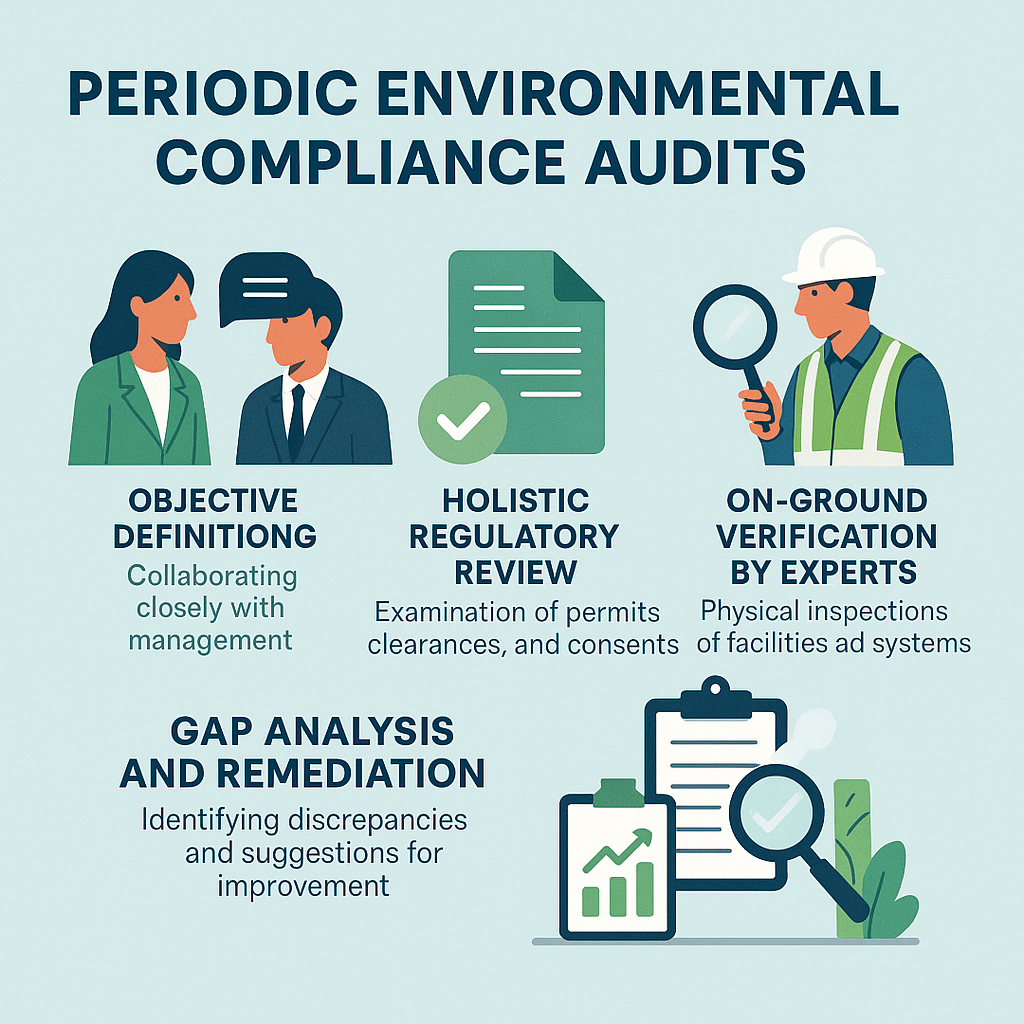 PERIODIC ENVIRONMENTAL
COMPLIANCE AUDITS
OBJECTIVE
DEFINITIONG
Collaborating
closely with
management
HOLISTIC
REGULATORY
REVIEW
Examination of permits
clearances, and consents
ON-GROUND
VERIFICATION
BY EXPERTS
Physical inspections
of facilities ad systems
GAP ANALYSIS
AND REMEDIATION
Identifying discrepancies
and suggestions for
improvement